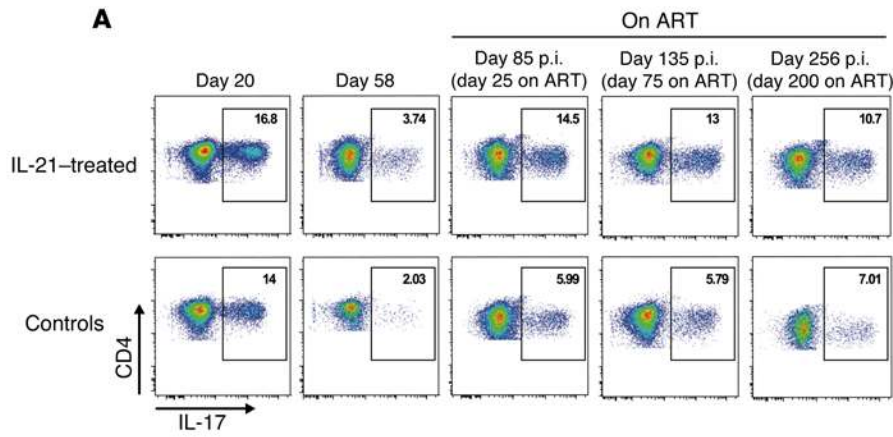 A
On ART
Day 20
Day 58
Day 85 p.i.
(day 25 on ART)
Day 135 p.i.
(day 75 on ART)
Day 256 p.i.
(day 200 on ART)
IL-21–treated
16.8
3.74
14.5
13
10.7
Controls
14
2.03
5.99
5.79
7.01
CD4
IL-17